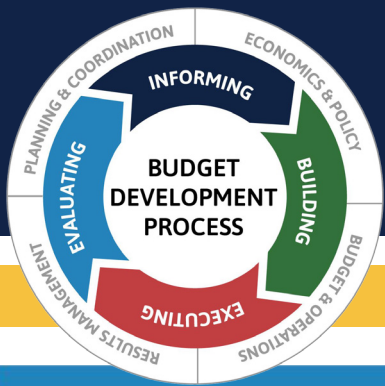 PLANNING & COORDINATION
ECONOMICS & POLICY
BUDGET & OPERATIONS
RESULTS MANAGEMENT
INFORMING
BUILDING
EXECUTING
EVALUATING
BUDGET
DEVELOPMENT
PROCESS